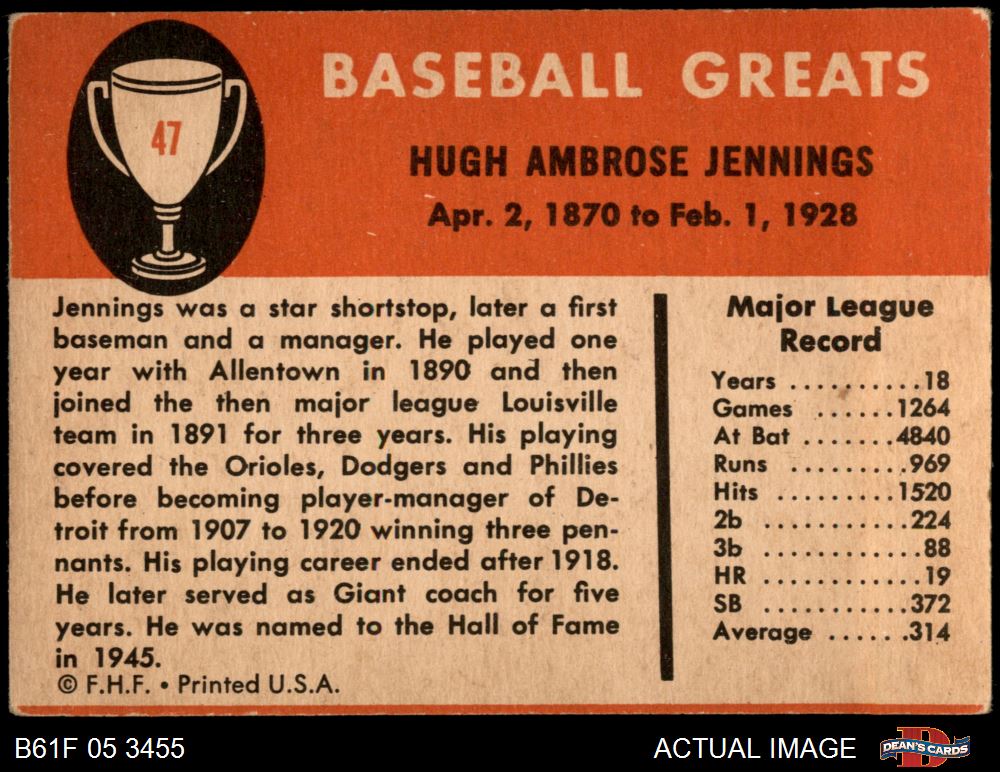 47
BASEBALL GREATS
HUGH AMBROSE JENNINGS
Apr. 2, 1870 to Feb. 1, 1928
Jennings was a star shortstop, later a first
baseman and a manager. He played one
year with Allentown in 1890 and then
joined the then major league Louisville
team in 1891 for three years. His playing
covered the Orioles, Dodgers and Phillies
before becoming player-manager of De-
troit from 1907 to 1920 winning three pen-
nants. His playing career ended after 1918.
He later served as Giant coach for five
years. He was named to the Hall of Fame
in 1945.
© F.H.F. • Printed U.S.A.
Major League
Record
Years ..........18
Games ......1264
At Bat .......4840
Runs .........969
Hits ..........1520
2b ...........224
3b ............88
HR ............19
SB ...........372
Average ......314
B61F 05 3455
ACTUAL IMAGE
DEAN'S CARDS